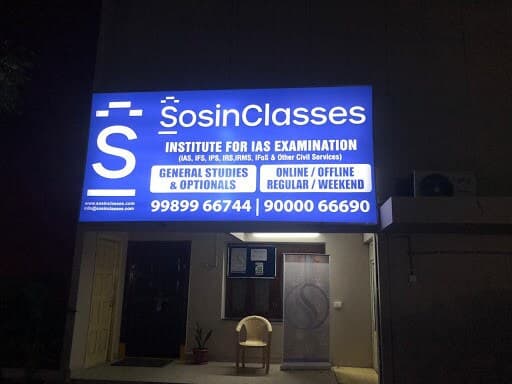 SosinClasses
INSTITUTE FOR IAS EXAMINATION
(IAS, IFS, IPS, IRS,IRMS, IFoS & Other Civil Services)
GENERAL STUDIES
& OPTIONALS
ONLINE / OFFLINE
REGULAR / WEEKEND
S
www.sosinclasses.com
info@sosinclasses.com
99899 66744 | 90000 66690